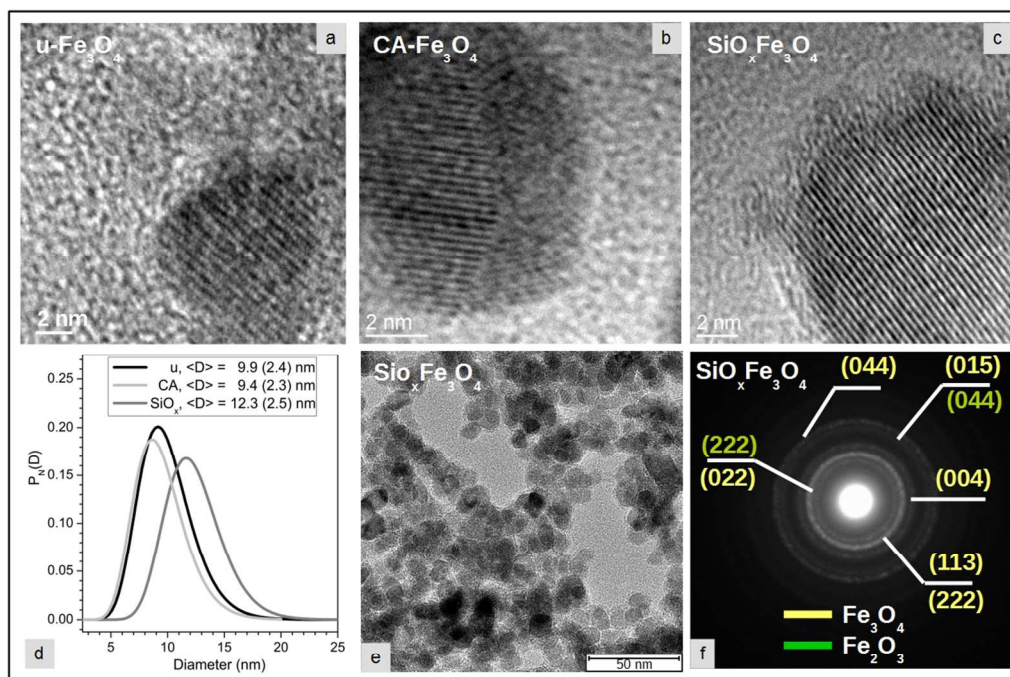 u-Fe₃O₄
a
2 nm
CA-Fe₃O₄
b
2 nm
SiOₓFe₃O₄
c
2 nm
u, <D> = 9.9 (2.4) nm
CA, <D> = 9.4 (2.3) nm
SiOₓ, <D> = 12.3 (2.5) nm
0.25
0.20
0.15
0.10
0.05
0.00
5
10
15
20
25
Diameter (nm)
d
SioₓFe₃O₄
e
50 nm
SiOₓFe₃O₄
(044)
(015)
(044)
(222)
(022)
(004)
(113)
(222)
Fe₃O₄
Fe₂O₃
f